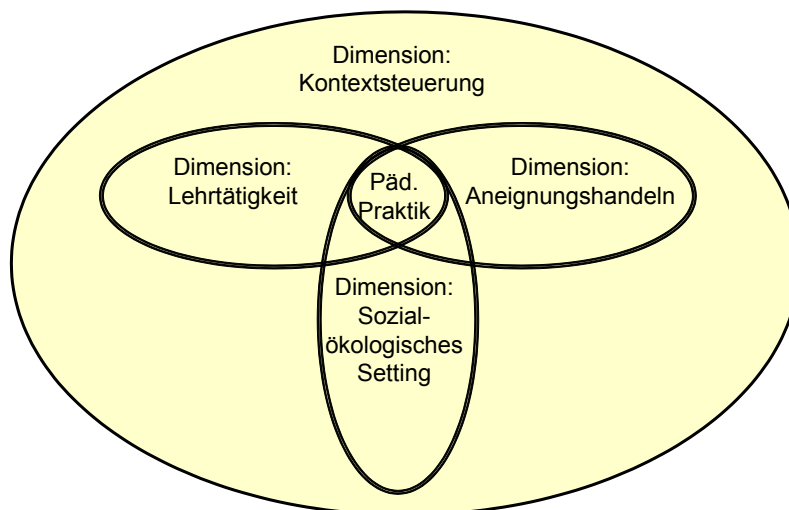 Dimension:
Kontextsteuerung
Dimension:
Lehrtätigkeit
Päd.
Praktik
Dimension:
Aneignungshandeln
Dimension:
Sozial-
ökologisches
Setting